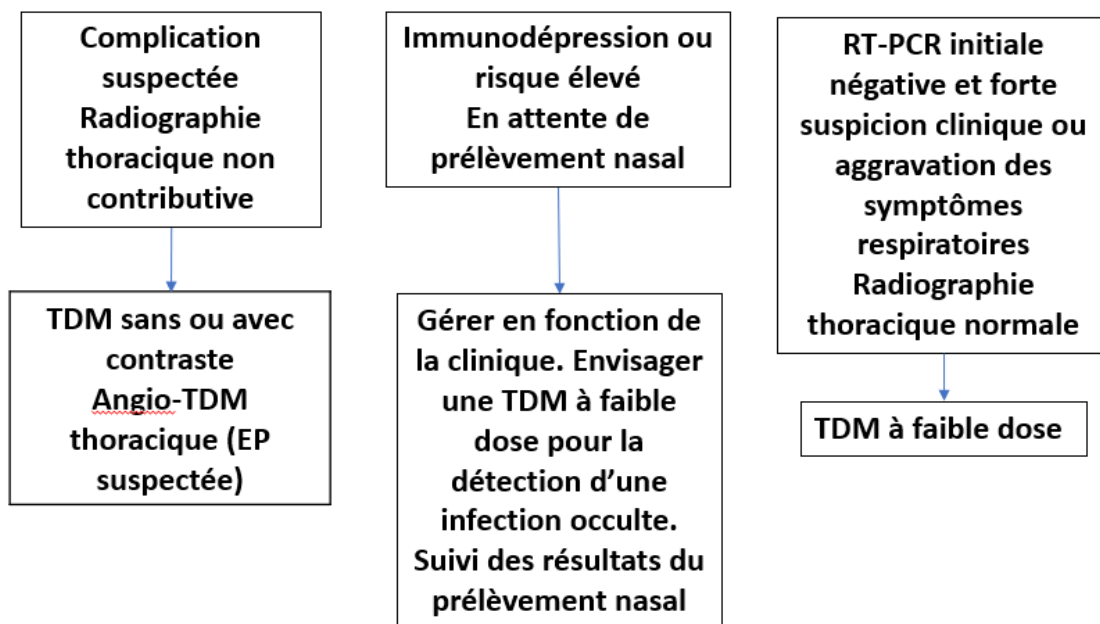 Complication
suspectée
Radiographie
thoracique non
contributive
TDM sans ou avec
contraste
Angio-TDM
thoracique (EP
suspectée)
Immunodépression ou
risque élevé
En attente de
prélèvement nasal
Gérer en fonction de
la clinique. Envisager
une TDM à faible
dose pour la
détection d’une
infection occulte.
Suivi des résultats du
prélèvement nasal
RT-PCR initiale
négative et forte
suspicion clinique ou
aggravation des
symptômes
respiratoires
Radiographie
thoracique normale
TDM à faible dose